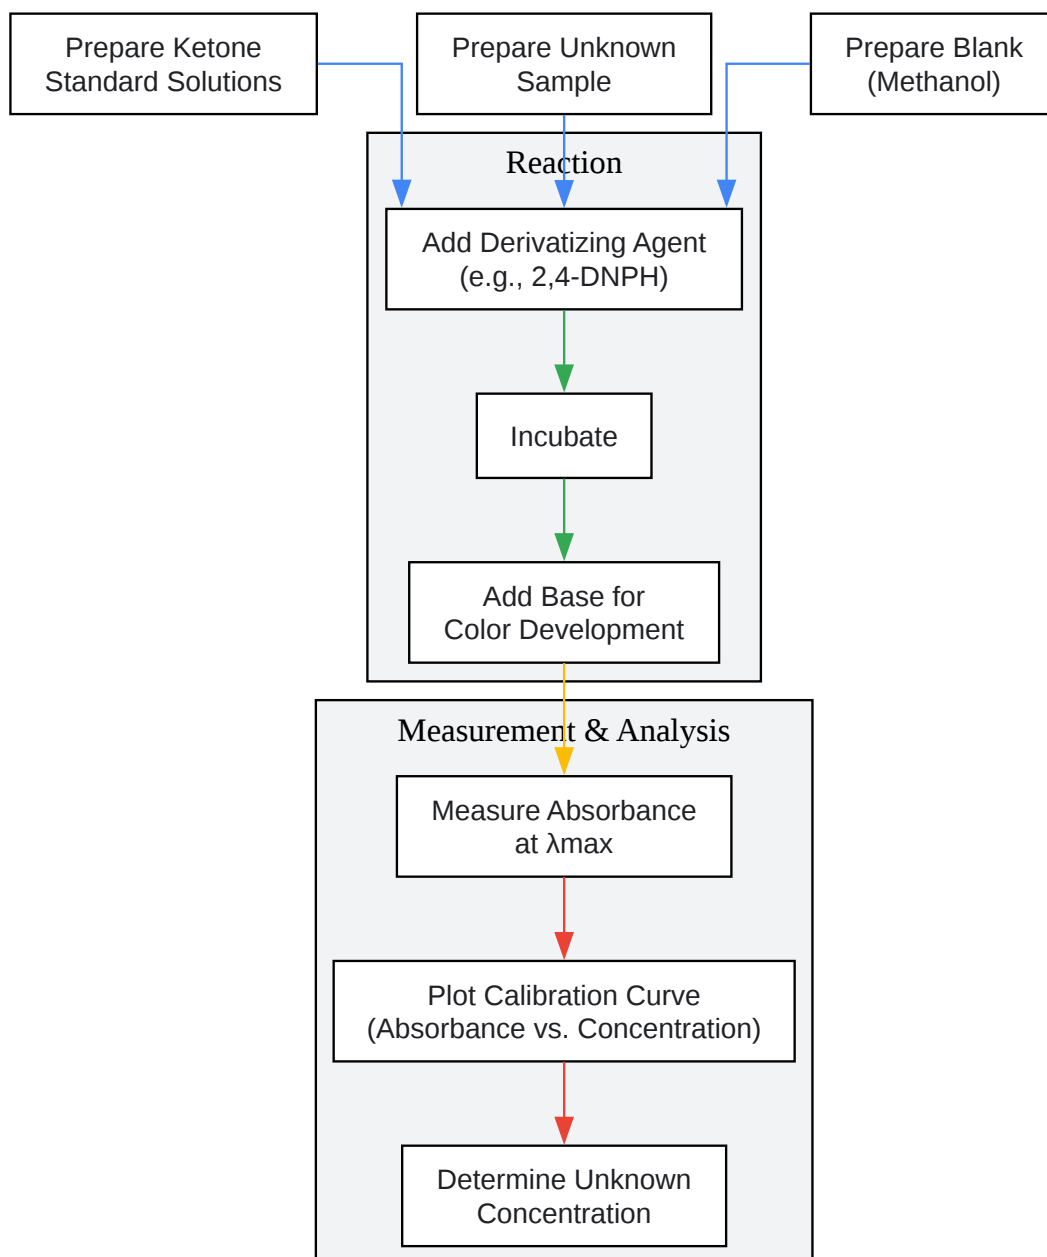 Prepare Ketone
Standard Solutions
Prepare Unknown
Sample
Prepare Blank
(Methanol)
Reaction
Add Derivatizing Agent
(e.g., 2,4-DNPH)
Incubate
Add Base for
Color Development
Measurement & Analysis
Measure Absorbance
at λmax
Plot Calibration Curve
(Absorbance vs. Concentration)
Determine Unknown
Concentration